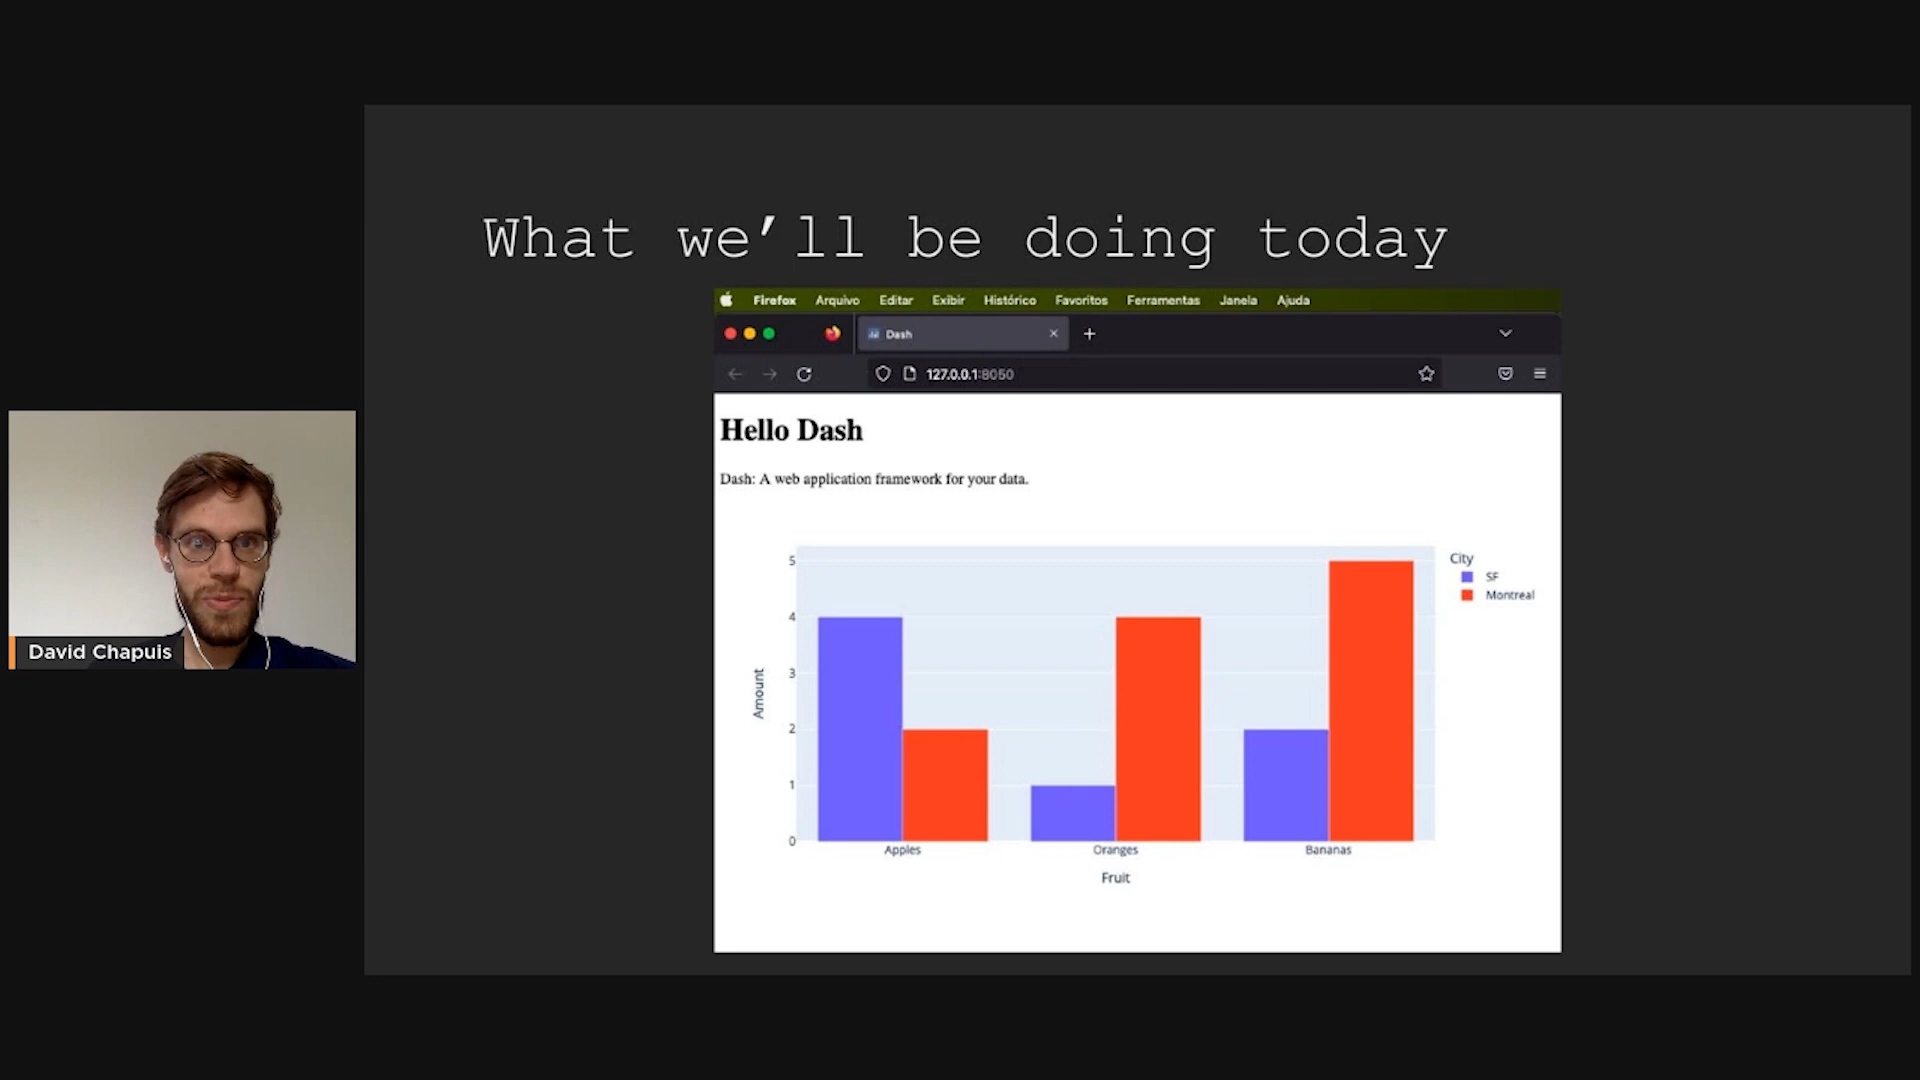 What we’ll be doing today
Firefox Arquivo Editar Exibir Histórico Favoritos Ferramentas Janela Ajuda
Dash
127.0.0.1:8050
Hello Dash
Dash: A web application framework for your data.
City
SF
Montreal
5
4
3
2
1
0
Amount
Apples Oranges Bananas
Fruit
David Chapuis